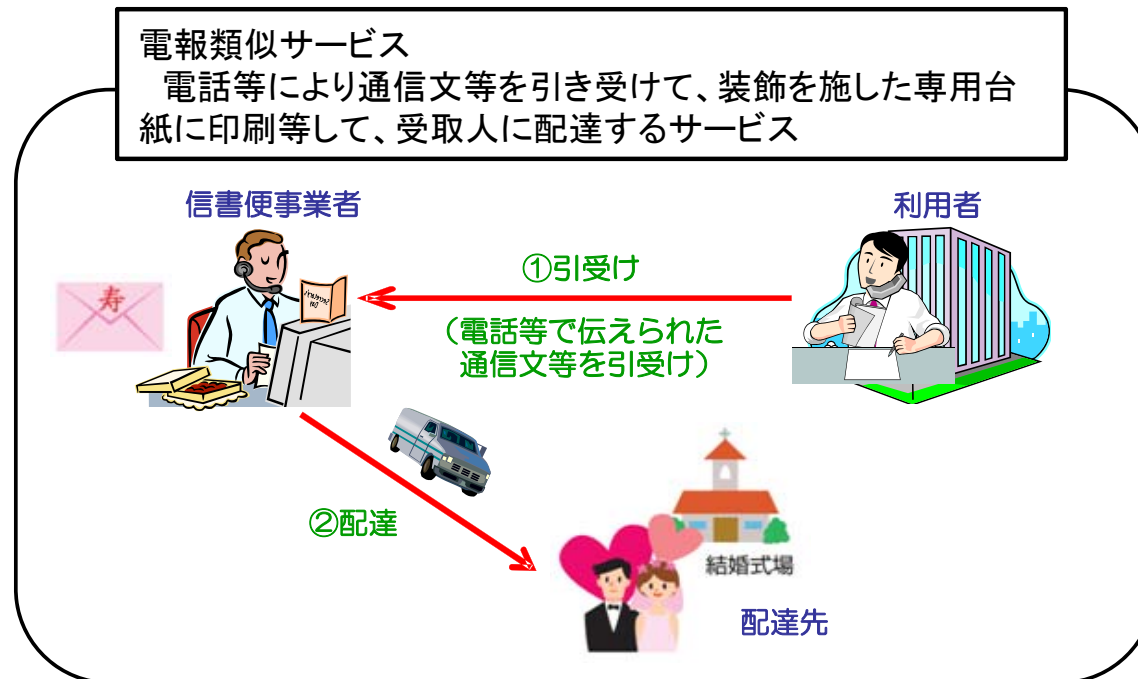 電報類似サービス
電話等により通信文等を引き受けて、装飾を施した専用台
紙に印刷等して、受取人に配達するサービス
信書便事業者
利用者
①引受け
（電話等で伝えられた
通信文等を引受け）
寿
②配達
結婚式場
配達先